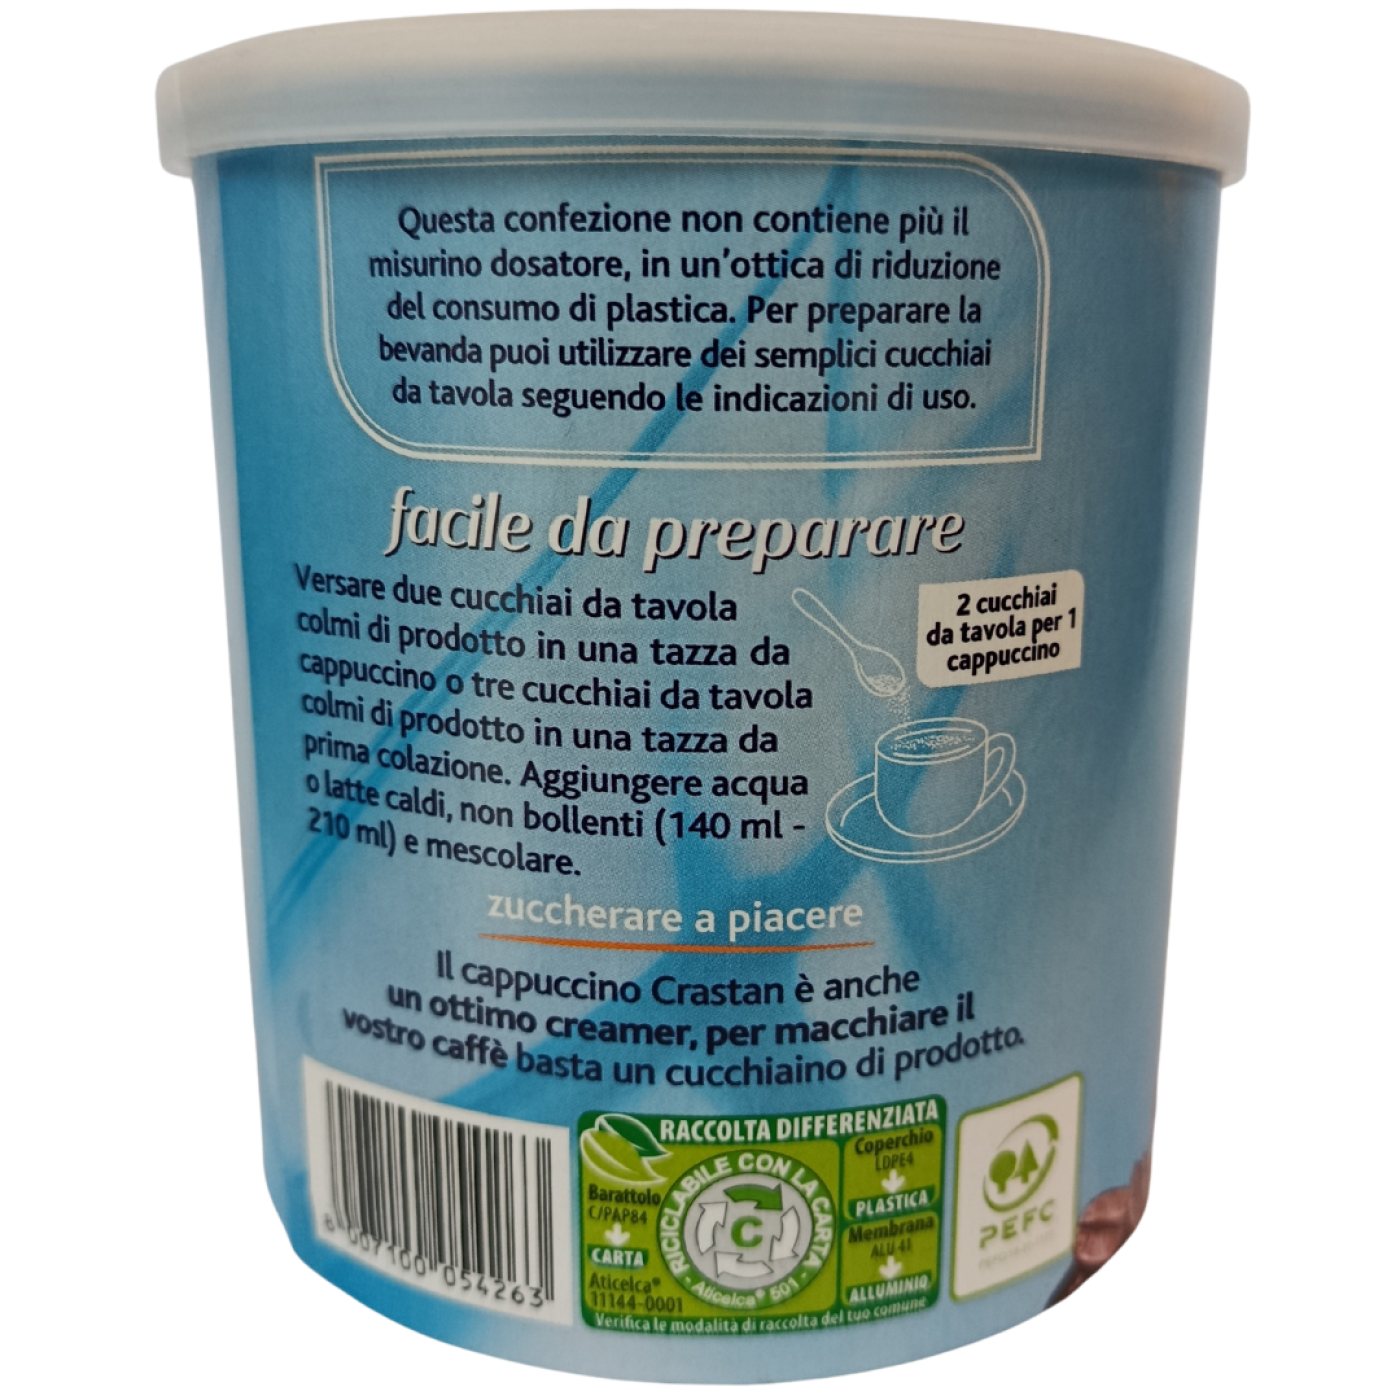 Questa confezione non contiene più il
misurino dosatore, in un'ottica di riduzione
del consumo di plastica. Per preparare la
bevanda puoi utilizzare dei semplici cucchiai
da tavola seguendo le indicazioni di uso.
facile da preparare
Versare due cucchiai da tavola
colmi di prodotto in una tazza da
cappuccino o tre cucchiai da tavola
colmi di prodotto in una tazza da
prima colazione. Aggiungere acqua
o latte caldi, non bollenti (140 ml -
210 ml) e mescolare.
2 cucchiai
da tavola per 1
cappuccino
zuccherare a piacere
Il cappuccino Crastan è anche
un ottimo creamer, per macchiare il
vostro caffè basta un cucchiaino di prodotto.
8 007100 054263
RACCOLTA DIFFERENZIATA
Barattolo
C/PAP84
CARTA
Aticelca®
11144-0001
RICICLABILE CON LA CARTA
C
- Aticelca® 501 -
Coperchio
LDPE4
PLASTICA
Membrana
ALU 41
ALLUMINIO
Verifica le modalità di raccolta del tuo comune
PEFC